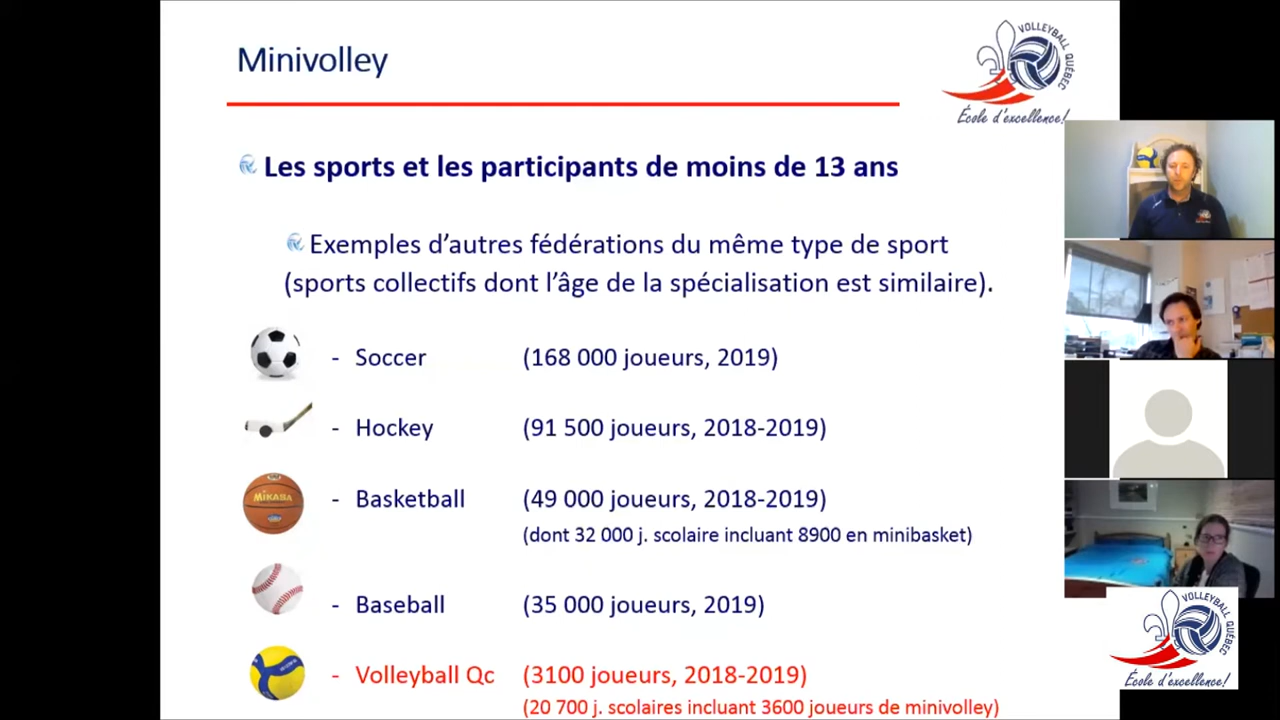 Minivolley
VOLLEYBALL QUÉBEC
École d'excellence!
Les sports et les participants de moins de 13 ans
Exemples d'autres fédérations du même type de sport
(sports collectifs dont l'âge de la spécialisation est similaire).
- Soccer (168 000 joueurs, 2019)
- Hockey (91 500 joueurs, 2018-2019)
MIKASA
- Basketball (49 000 joueurs, 2018-2019)
(dont 32 000 j. scolaire incluant 8900 en minibasket)
- Baseball (35 000 joueurs, 2019)
- Volleyball Qc (3100 joueurs, 2018-2019)
(20 700 j. scolaires incluant 3600 joueurs de minivolley)
VOLLEYBALL QUÉBEC
École d'excellence!